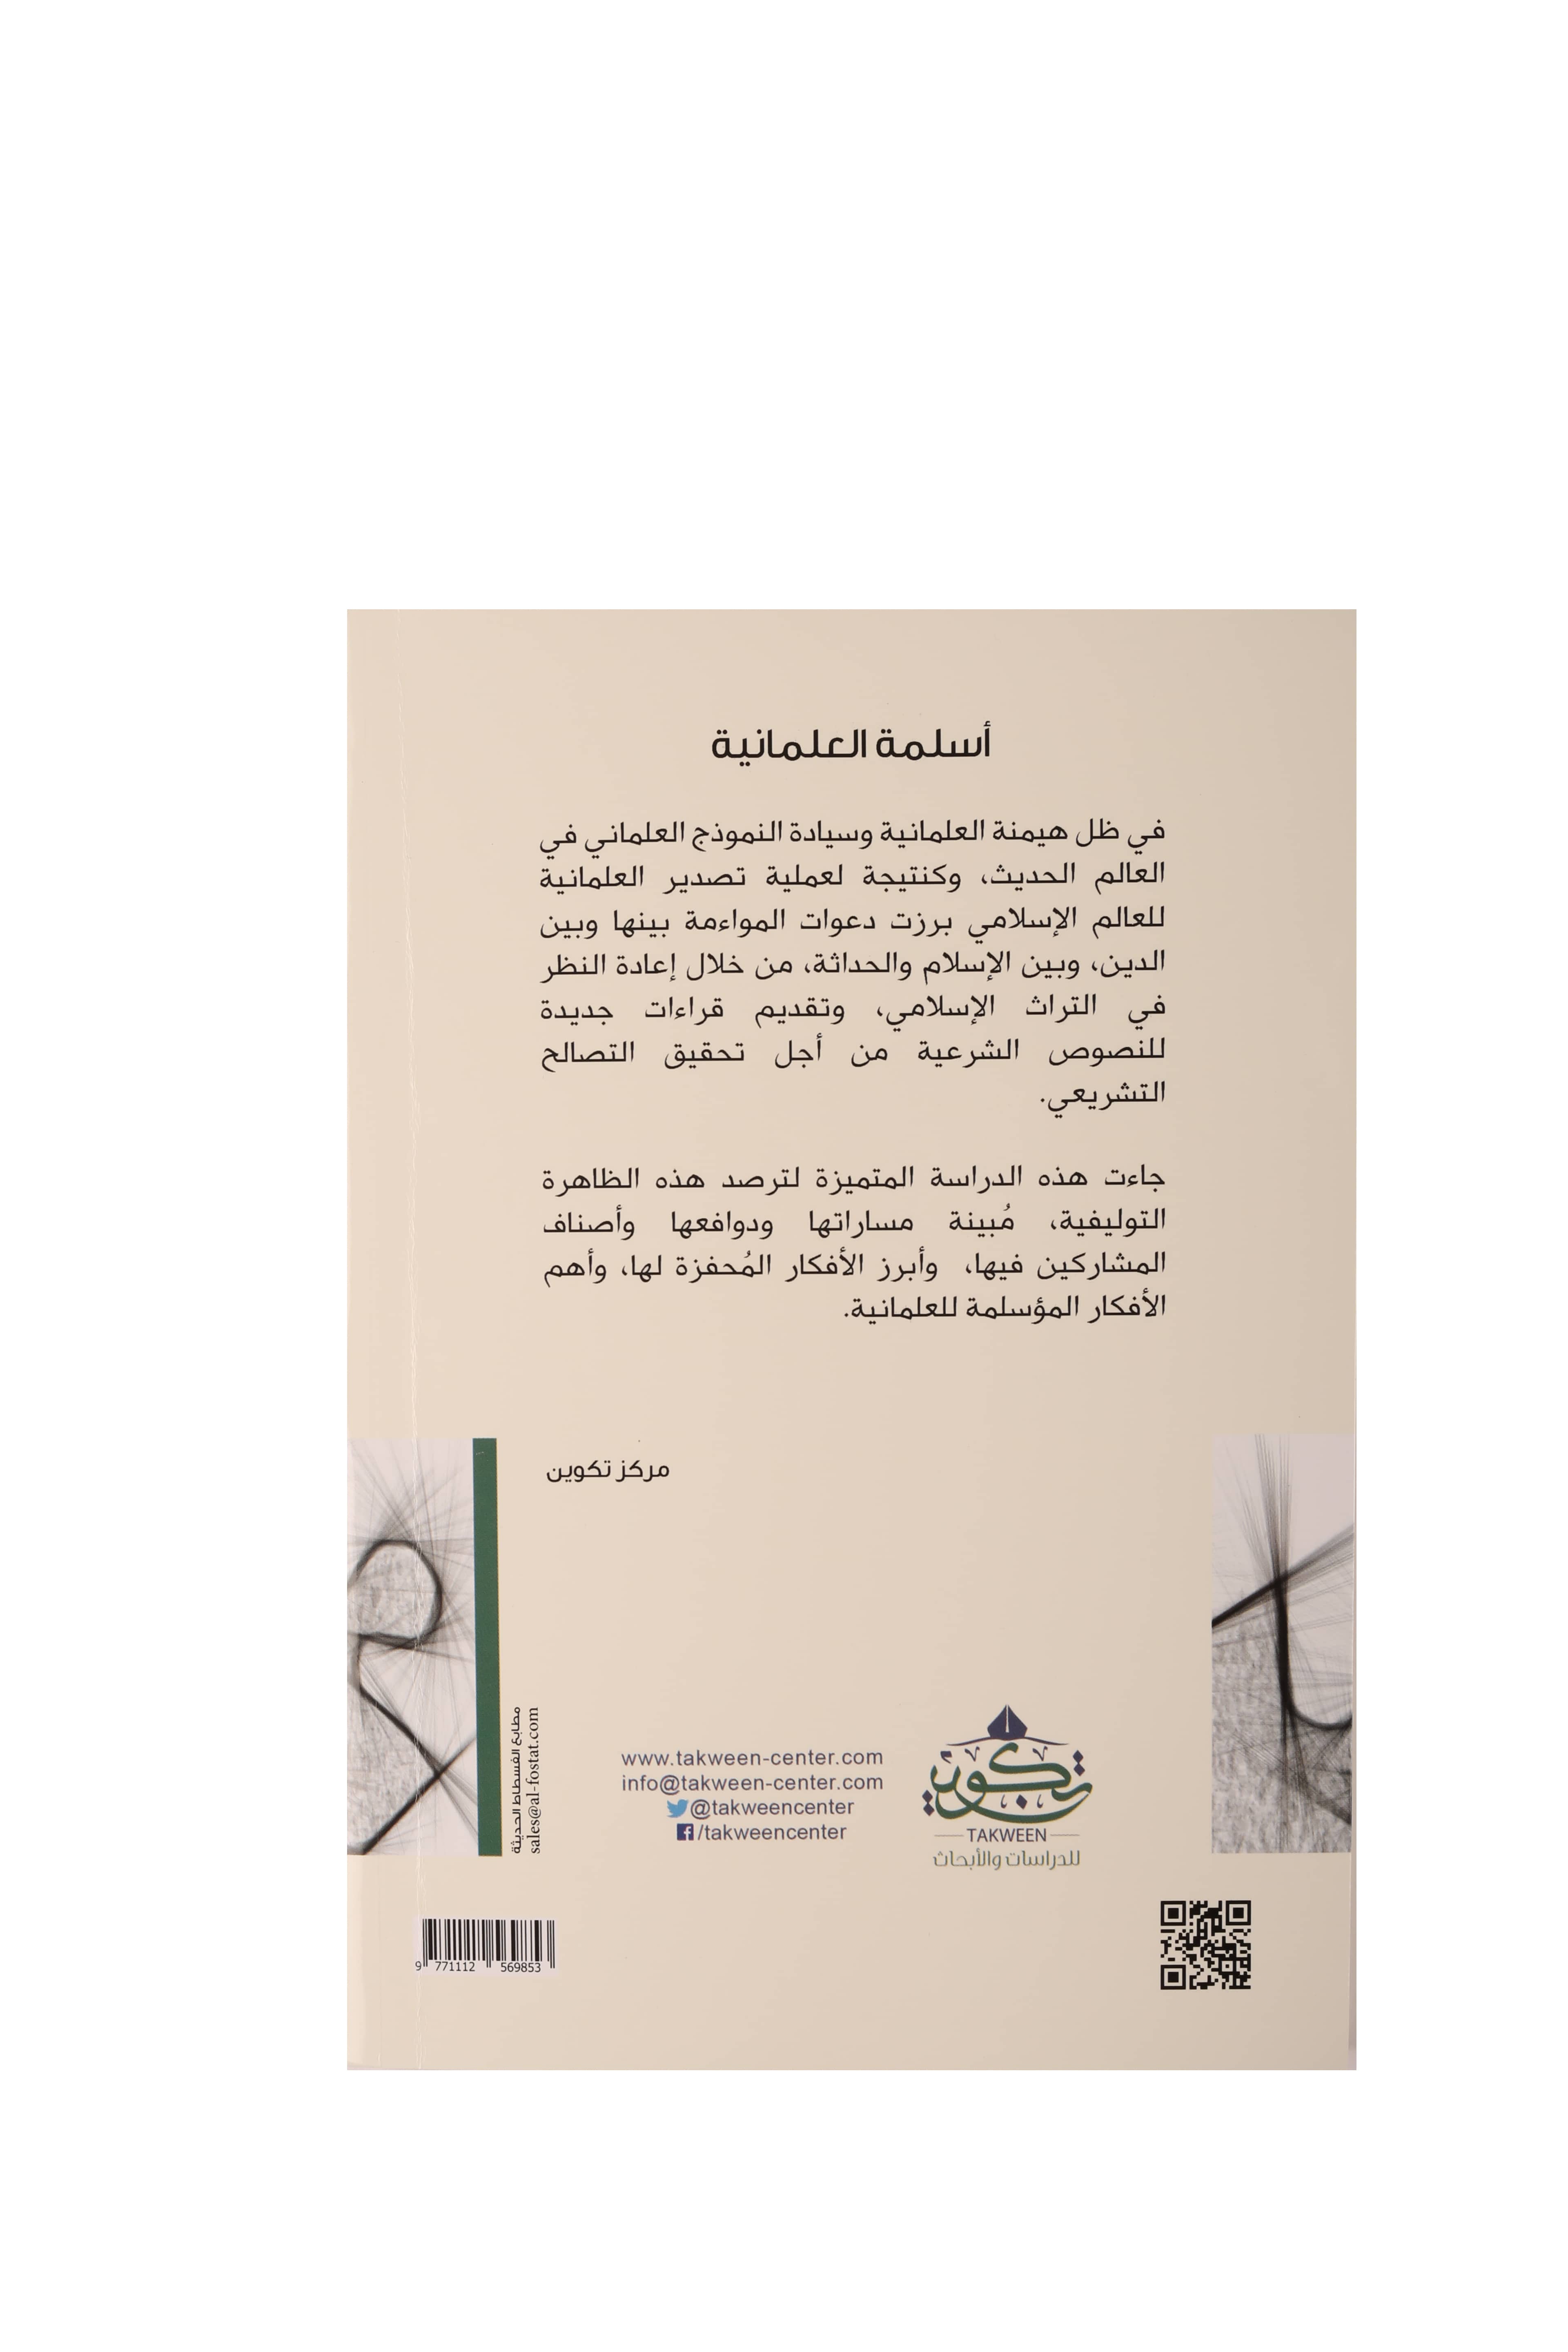 أسلمة العلمانية
في ظل هيمنة العلمانية وسيادة النموذج العلماني في
العالم الحديث، وكنتيجة لعملية تصدير العلمانية
للعالم الإسلامي برزت دعوات المواءمة بينها وبين
الدين، وبين الإسلام والحداثة، من خلال إعادة النظر
في التراث الإسلامي، وتقديم قراءات جديدة
للنصوص الشرعية من أجل تحقيق التصالح
التشريعي.
جاءت هذه الدراسة المتميزة لترصد هذه الظاهرة
التوليفية، مُبينة مساراتها ودوافعها وأصناف
المشاركين فيها، وأبرز الأفكار المُحفزة لها، وأهم
الأفكار المؤسلمة للعلمانية.
مركز تكوين
تكوين
TAKWEEN
للدراسات والأبحاث
www.takween-center.com
info@takween-center.com
@takweencenter
/takweencenter
مطابع الفسطاط الحديثة
sales@al-fostat.com
9 771112 569853